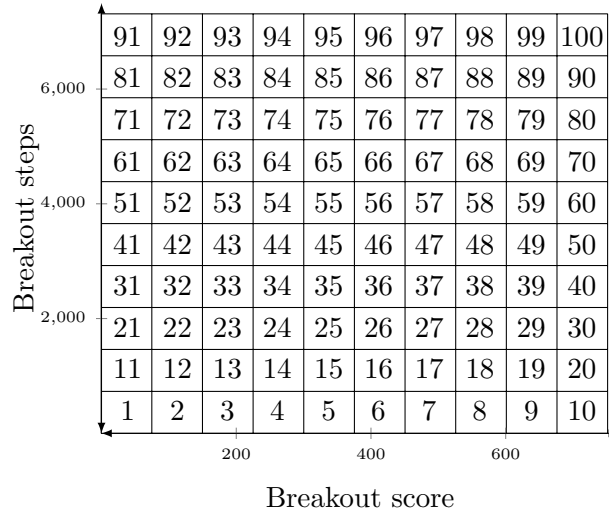 91 92 93 94 95 96 97 98 99 100
6,000 81 82 83 84 85 86 87 88 89 90
71 72 73 74 75 76 77 78 79 80
61 62 63 64 65 66 67 68 69 70
4,000 51 52 53 54 55 56 57 58 59 60
41 42 43 44 45 46 47 48 49 50
31 32 33 34 35 36 37 38 39 40
2,000 21 22 23 24 25 26 27 28 29 30
11 12 13 14 15 16 17 18 19 20
1 2 3 4 5 6 7 8 9 10
200 400 600
Breakout score
Breakout steps